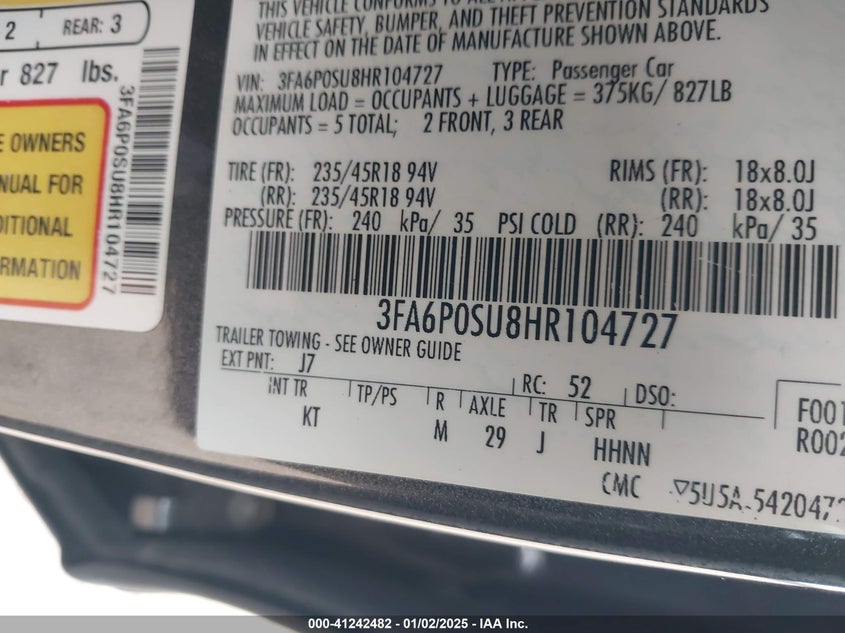 2 REAR: 3
827 lbs.
OWNERS
FOR
3FA6P0SU8HR104727
THIS VEHICLE CONFORMS TO ALL
VEHICLE SAFETY, BUMPER, AND THEFT PREVENTION STANDARDS
IN EFFECT ON THE DATE OF MANUFACTURE SHOWN ABOVE.
VIN: 3FA6P0SU8HR104727 TYPE: Passenger Car
MAXIMUM LOAD = OCCUPANTS + LUGGAGE = 375KG/ 827LB
OCCUPANTS = 5 TOTAL; 2 FRONT, 3 REAR
TIRE (FR): 235/45R18 94V RIMS (FR): 18x8.0J
(RR): 235/45R18 94V (RR): 18x8.0J
PRESSURE (FR): 240 kPa/ 35 PSI COLD (RR): 240 kPa/ 35
3FA6P0SU8HR104727
TRAILER TOWING - SEE OWNER GUIDE
EXT PNT: J7 RC: 52 DSO:
INT TR TP/PS R AXLE TR SPR
KT M 29 J HHNN
CMC
F001
R002
▽5U5A-542047
000-41242482 - 01/02/2025 - IAA Inc.